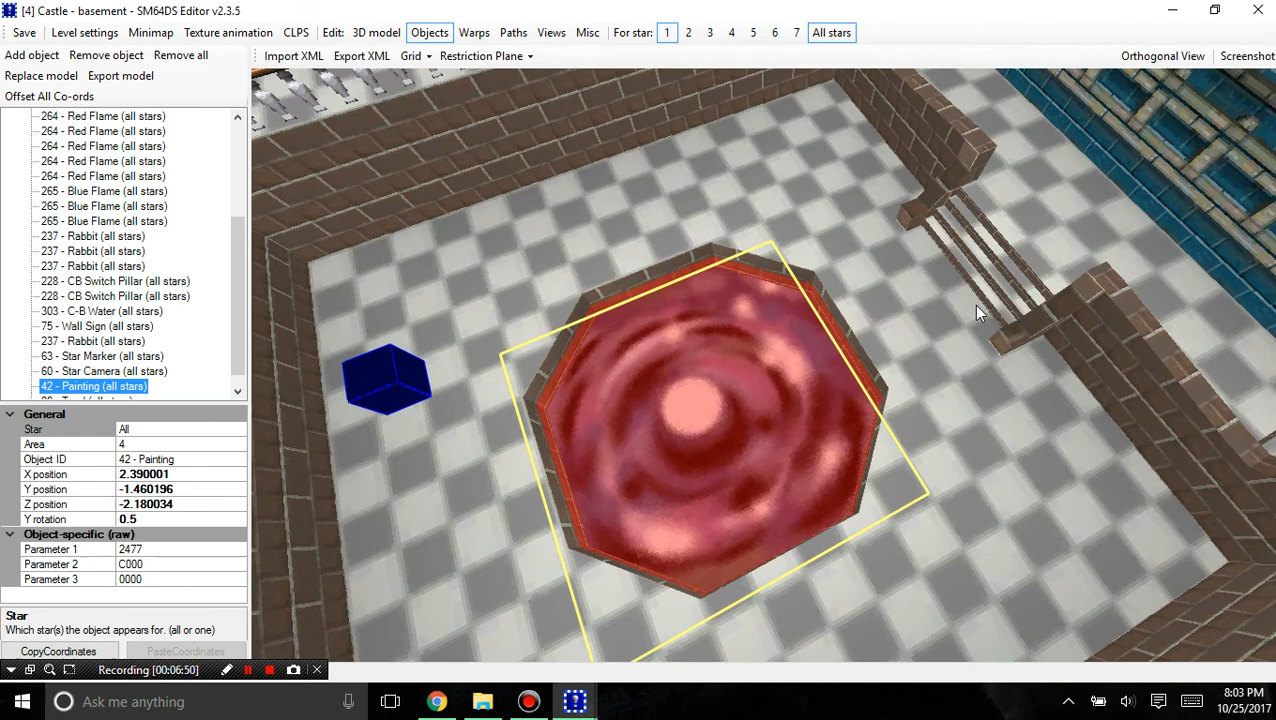 [4] Castle - basement - SM64DS Editor v2.3.5
Save Level settings Minimap Texture animation CLPS Edit: 3D model Objects Warps Paths Views Misc For star: 1 2 3 4 5 6 7 All stars
Add object Remove object Remove all Import XML Export XML Grid Restriction Plane Orthogonal View Screenshot
Replace model Export model
Offset All Co-ords
264 - Red Flame (all stars)
264 - Red Flame (all stars)
264 - Red Flame (all stars)
264 - Red Flame (all stars)
264 - Red Flame (all stars)
265 - Blue Flame (all stars)
265 - Blue Flame (all stars)
265 - Blue Flame (all stars)
237 - Rabbit (all stars)
237 - Rabbit (all stars)
237 - Rabbit (all stars)
228 - CB Switch Pillar (all stars)
228 - CB Switch Pillar (all stars)
303 - C-B Water (all stars)
75 - Wall Sign (all stars)
237 - Rabbit (all stars)
63 - Star Marker (all stars)
60 - Star Camera (all stars)
42 - Painting (all stars)
General
Star All
Area 4
Object ID 42 - Painting
X position 2.390001
Y position -1.460196
Z position -2.180034
Y rotation 0.5
Object-specific (raw)
Parameter 1 2477
Parameter 2 C000
Parameter 3 0000
Star
Which star(s) the object appears for. (all or one)
CopyCoordinates PasteCoordinates
Recording [00:06:50]
Ask me anything
8:03 PM
10/25/2017